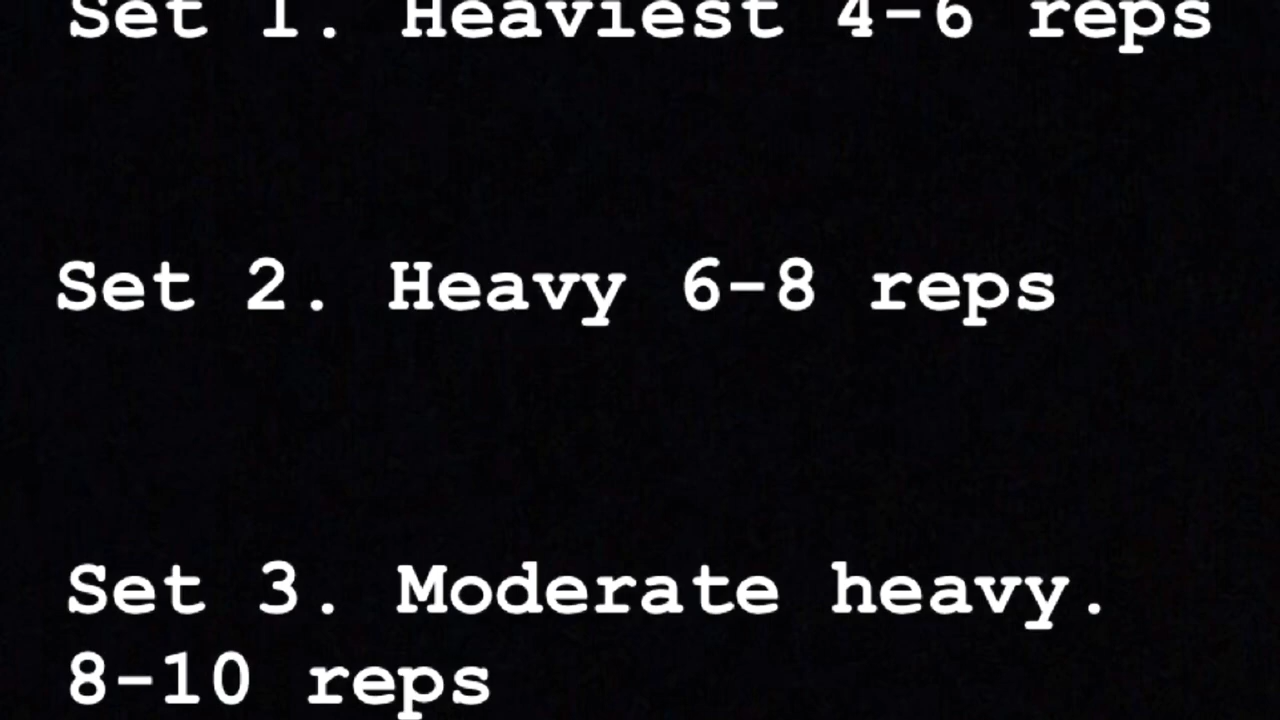 Set 1. Heaviest 4-6 reps
Set 2. Heavy 6-8 reps
Set 3. Moderate heavy.
8-10 reps